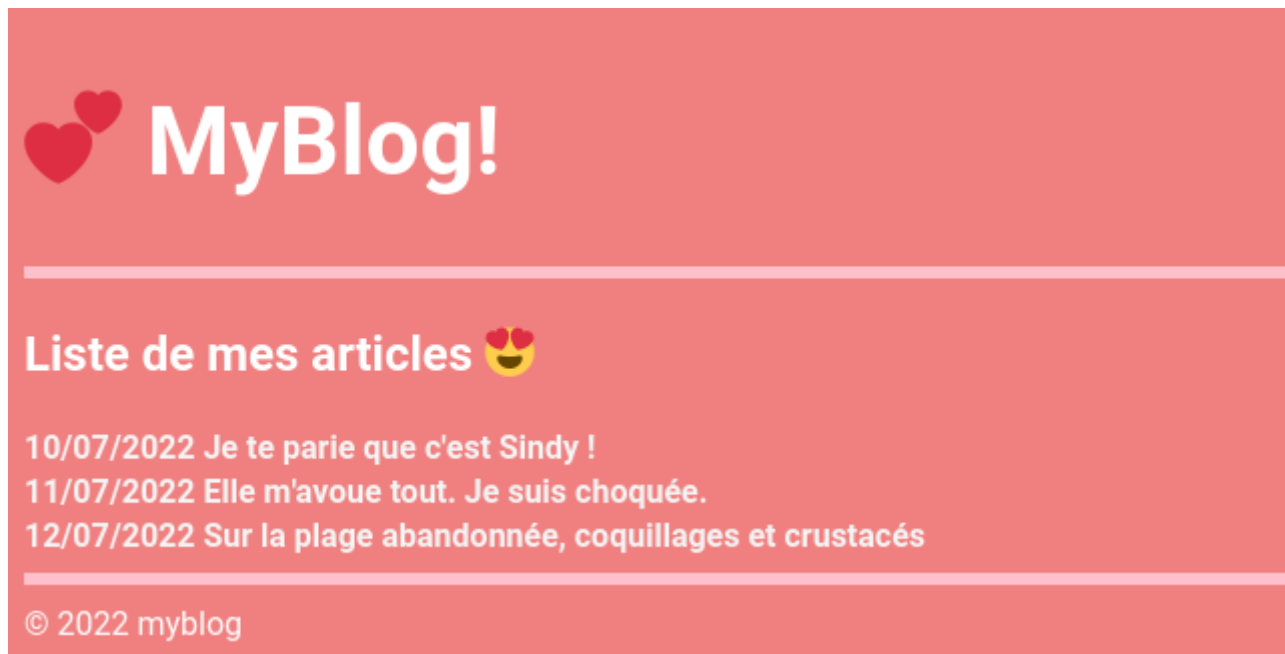 💕 MyBlog!
Liste de mes articles 😍
10/07/2022 Je te parie que c'est Sindy !
11/07/2022 Elle m'avoue tout. Je suis choquée.
12/07/2022 Sur la plage abandonnée, coquillages et crustacés
© 2022 myblog